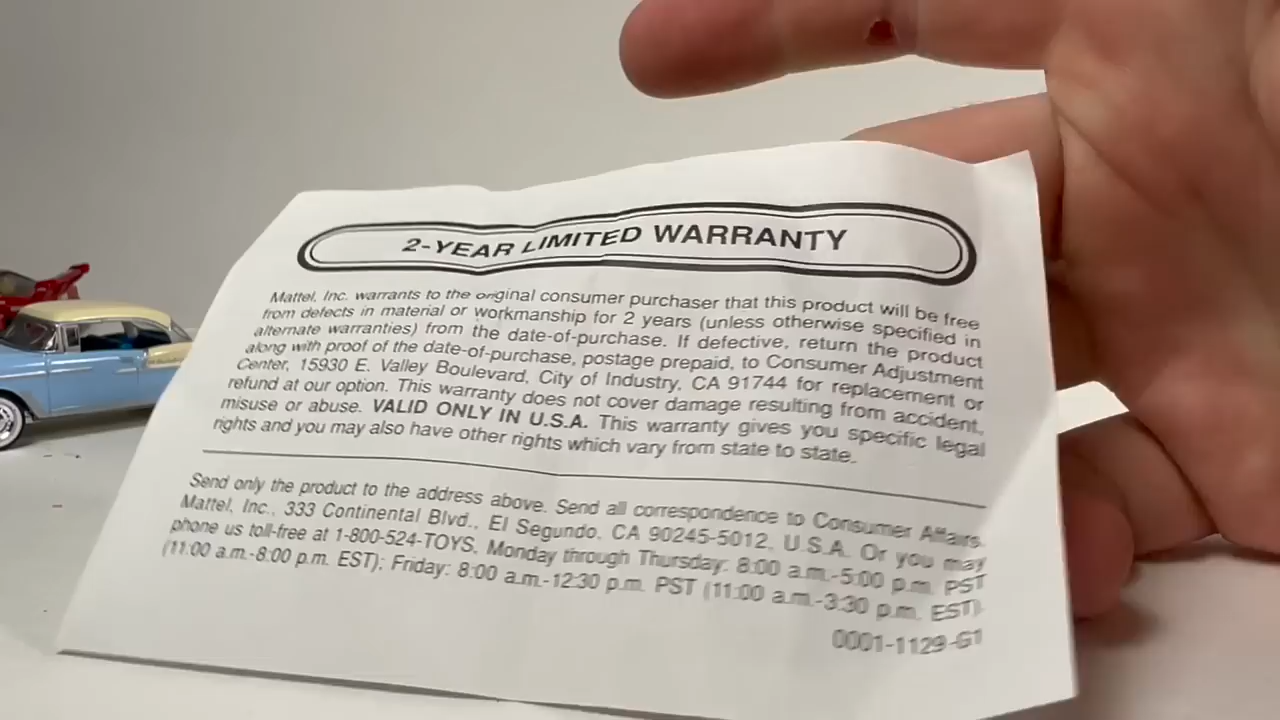 2-YEAR LIMITED WARRANTY
Mattel, Inc. warrants to the original consumer purchaser that this product will be free
from defects in material or workmanship for 2 years (unless otherwise specified in
alternate warranties) from the date-of-purchase. If defective, return the product
along with proof of the date-of-purchase, postage prepaid, to Consumer Adjustment
Center, 15930 E. Valley Boulevard, City of Industry, CA 91744 for replacement or
refund at our option. This warranty does not cover damage resulting from accident,
misuse or abuse. VALID ONLY IN U.S.A. This warranty gives you specific legal
rights and you may also have other rights which vary from state to state.
Send only the product to the address above. Send all correspondence to Consumer Affairs,
Mattel, Inc., 333 Continental Blvd., El Segundo, CA 90245-5012, U.S.A. Or you may
phone us toll-free at 1-800-524-TOYS, Monday through Thursday: 8:00 a.m.-5:00 p.m. PST
(11:00 a.m.-8:00 p.m. EST); Friday: 8:00 a.m.-12:30 p.m. PST (11:00 a.m.-3:30 p.m. EST).
0001-1129-G1